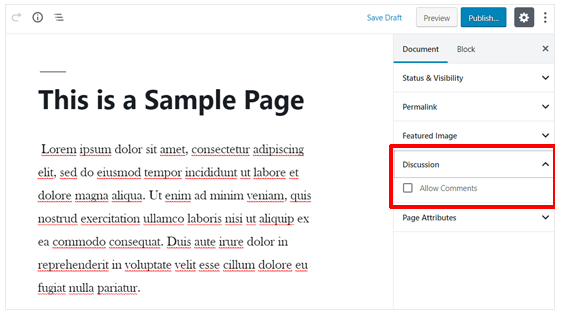 Save Draft
Preview
Publish...
Document
Block
Status & Visibility
Permalink
Featured Image
Discussion
Allow Comments
Page Attributes
This is a Sample Page
Lorem ipsum dolor sit amet, consectetur adipiscing
elit, sed do eiusmod tempor incididunt ut labore et
dolore magna aliqua. Ut enim ad minim veniam, quis
nostrud exercitation ullamco laboris nisi ut aliquip ex
ea commodo consequat. Duis aute irure dolor in
reprehenderit in voluptate velit esse cillum dolore eu
fugiat nulla pariatur.